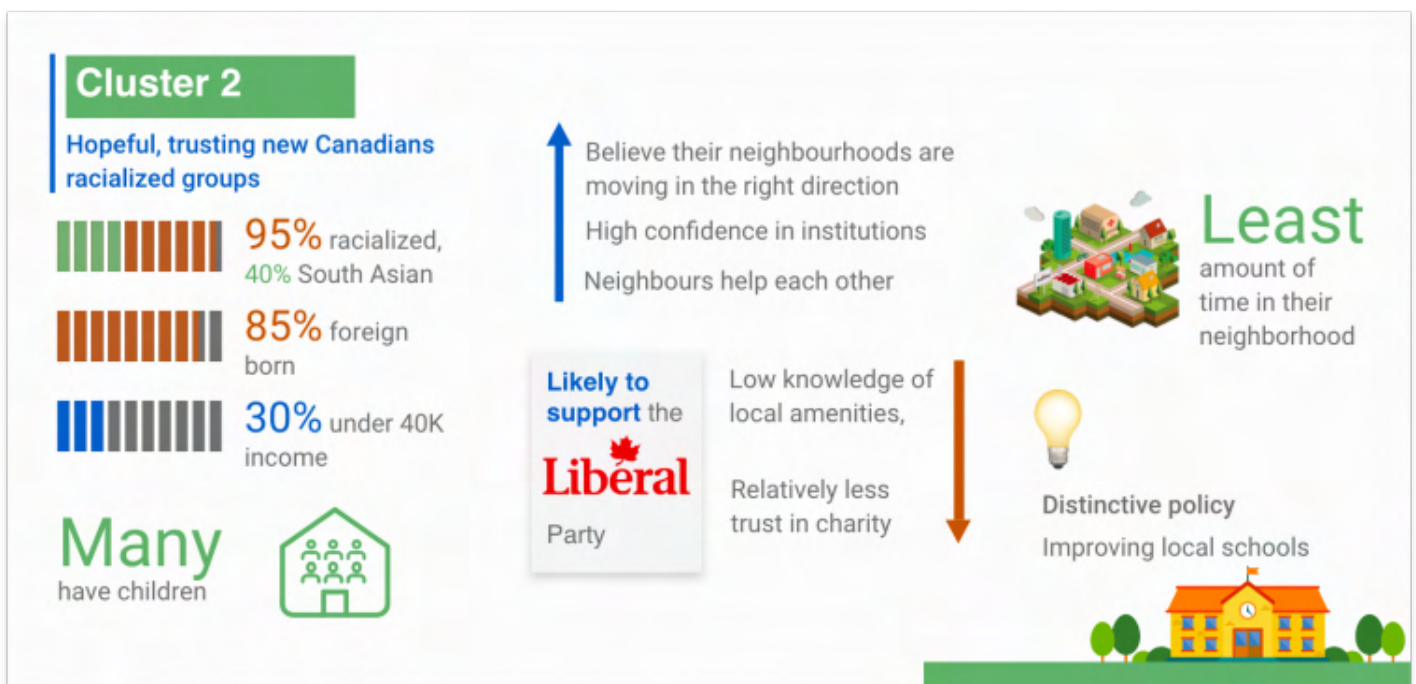 Cluster 2
Hopeful, trusting new Canadians
racialized groups
95% racialized,
40% South Asian
85% foreign
born
30% under 40K
income
Many
have children
Believe their neighbourhoods are
moving in the right direction
High confidence in institutions
Neighbours help each other
Likely to
support the
Liberal
Party
Low knowledge of
local amenities,
Relatively less
trust in charity
Least
amount of
time in their
neighborhood
Distinctive policy
Improving local schools